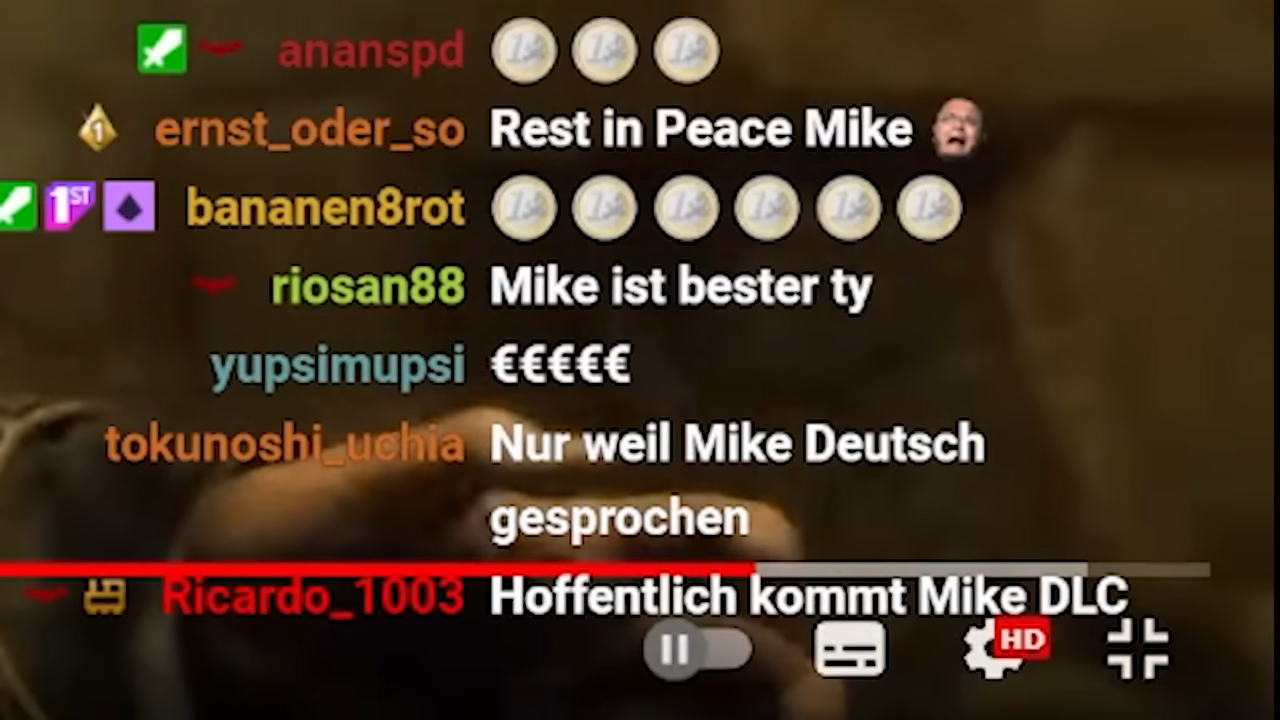 ananspd
ernst_oder_so Rest in Peace Mike
1ST bananen8rot
riosan88 Mike ist bester ty
yupsimupsi €€€€€
tokunoshi_uchia Nur weil Mike Deutsch
gesprochen
Ricardo_1003 Hoffentlich kommt Mike DLC
HD